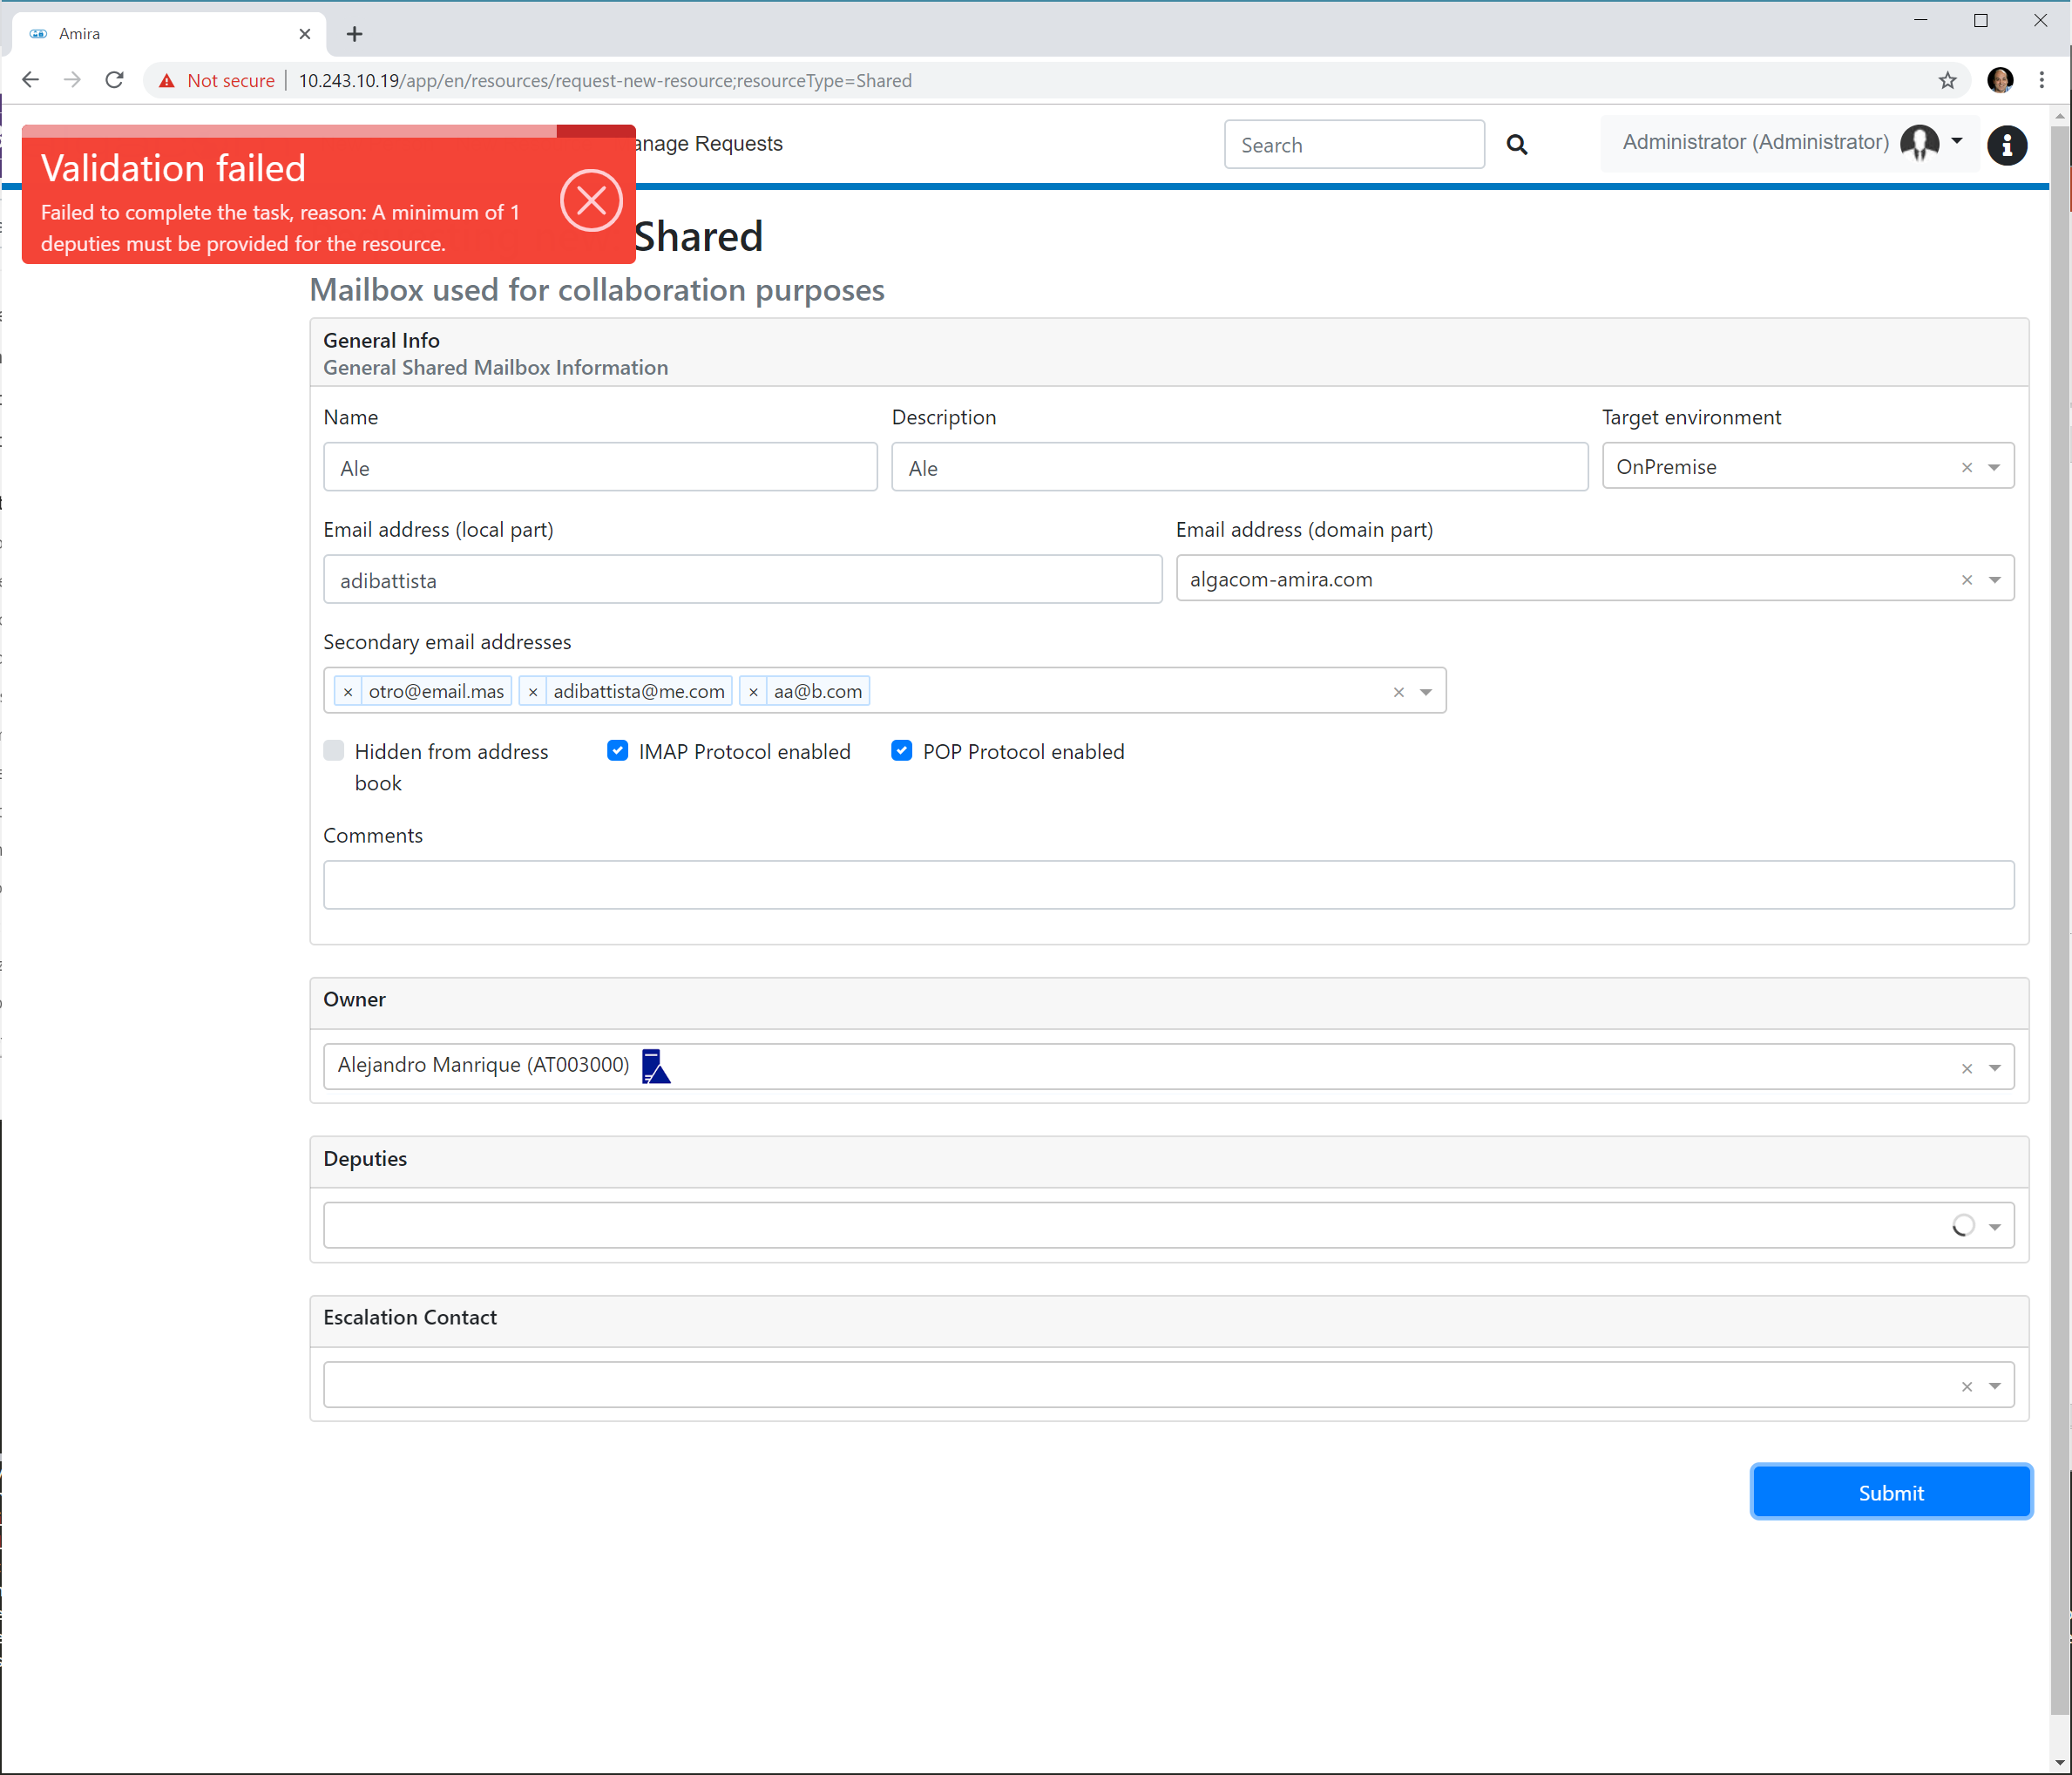 Amira
Not secure
10.243.10.19/app/en/resources/request-new-resource;resourceType=Shared
Validation failed
Failed to complete the task, reason: A minimum of 1
deputies must be provided for the resource.
anage Requests
Search
Administrator (Administrator)
Shared
Mailbox used for collaboration purposes
General Info
General Shared Mailbox Information
Name
Description
Target environment
Ale
Ale
OnPremise
Email address (local part)
Email address (domain part)
adibattista
algacom-amira.com
Secondary email addresses
× otro@email.mas × adibattista@me.com × aa@b.com
Hidden from address
book
IMAP Protocol enabled
POP Protocol enabled
Comments
Owner
Alejandro Manrique (AT003000)
Deputies
Escalation Contact
Submit